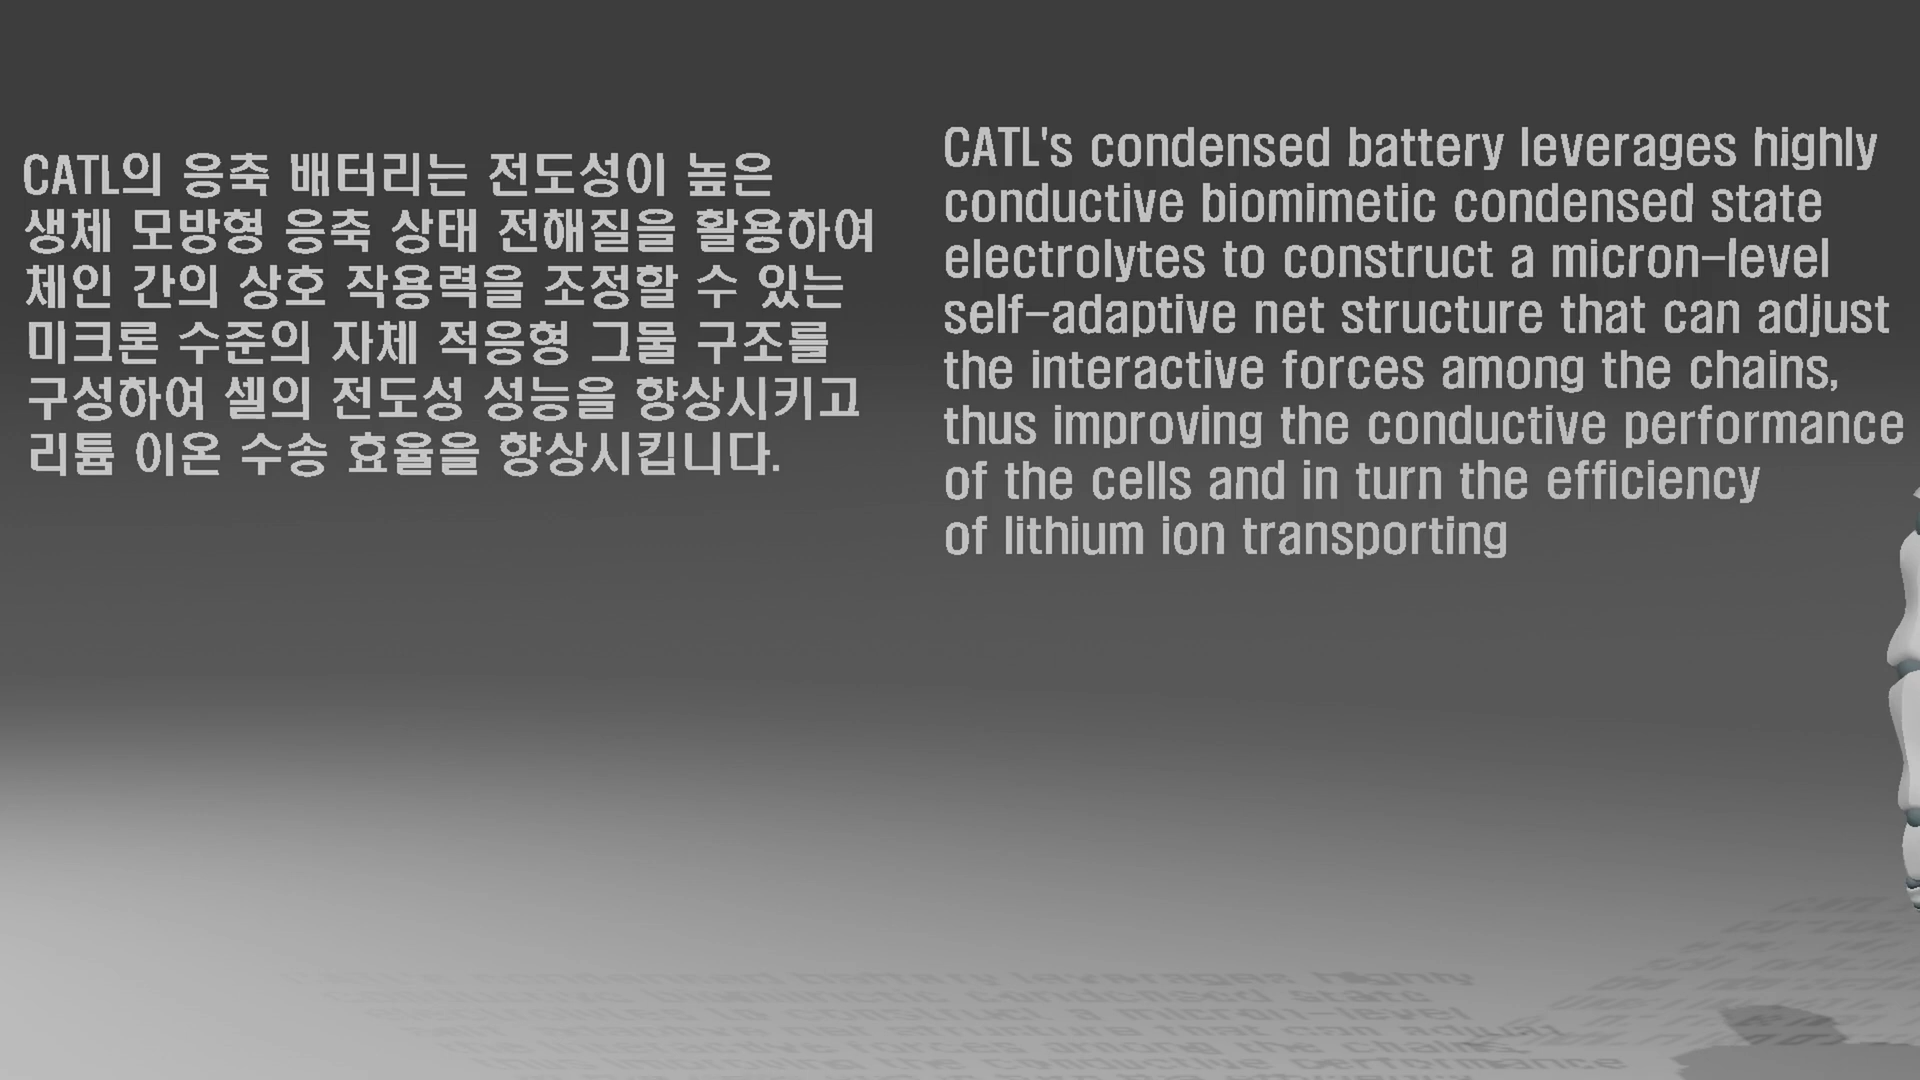 CATL의 응축 배터리는 전도성이 높은
생체 모방형 응축 상태 전해질을 활용하여
체인 간의 상호 작용력을 조정할 수 있는
미크론 수준의 자체 적응형 그물 구조를
구성하여 셀의 전도성 성능을 향상시키고
리튬 이온 수송 효율을 향상시킵니다.
CATL's condensed battery leverages highly
conductive biomimetic condensed state
electrolytes to construct a micron-level
self-adaptive net structure that can adjust
the interactive forces among the chains,
thus improving the conductive performance
of the cells and in turn the efficiency
of lithium ion transporting